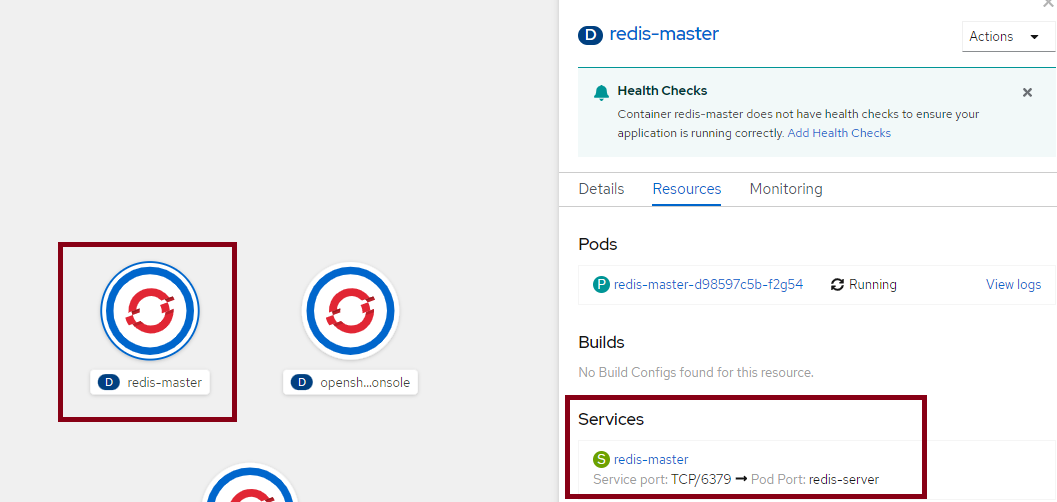 D redis-master
Actions
Health Checks
Container redis-master does not have health checks to ensure your
application is running correctly. Add Health Checks
Details Resources Monitoring
Pods
P redis-master-d98597c5b-f2g54 Running View logs
Builds
No Build Configs found for this resource.
Services
S redis-master
Service port: TCP/6379 → Pod Port: redis-server
D redis-master
D opensh...onsole